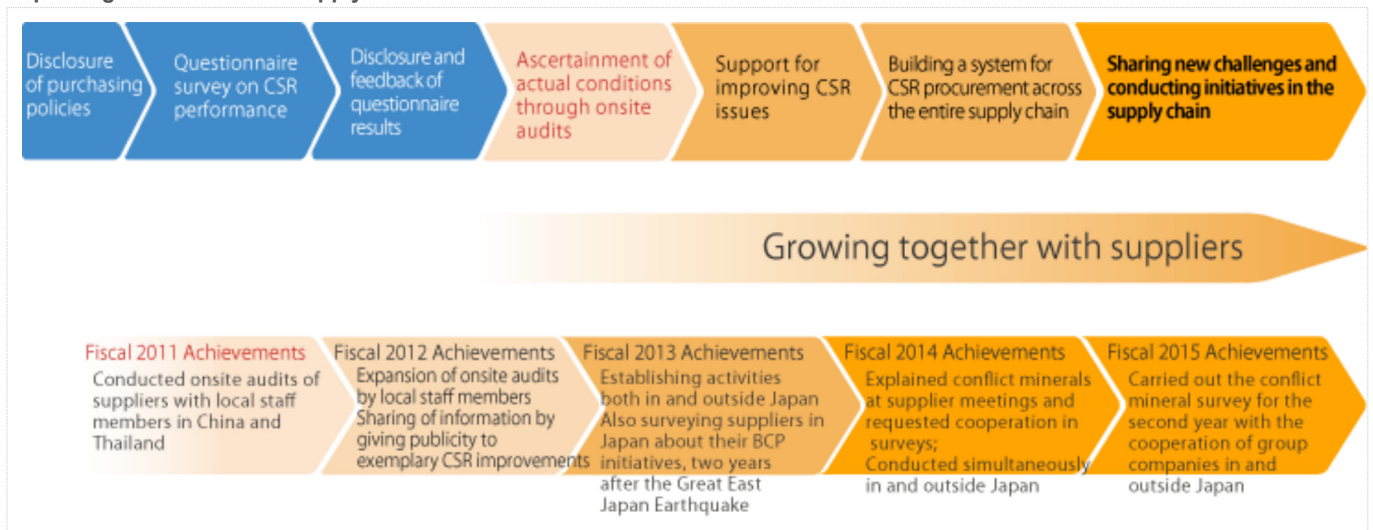 Disclosure
of purchasing
policies
Questionnaire
survey on CSR
performance
Disclosure and
feedback of
questionnaire
results
Ascertainment of
actual conditions
through onsite
audits
Support for
improving CSR
issues
Building a system for
CSR procurement across
the entire supply chain
Sharing new challenges and
conducting initiatives in the
supply chain
Growing together with suppliers
Fiscal 2011 Achievements
Conducted onsite audits of
suppliers with local staff
members in China and
Thailand
Fiscal 2012 Achievements
Expansion of onsite audits
by local staff members
Sharing of information by
giving publicity to
exemplary CSR improvements
Fiscal 2013 Achievements
Establishing activities
both in and outside Japan
Also surveying suppliers in
Japan about their BCP
initiatives, two years
after the Great East
Japan Earthquake
Fiscal 2014 Achievements
Explained conflict minerals
at supplier meetings and
requested cooperation in
surveys;
Conducted simultaneously
in and outside Japan
Fiscal 2015 Achievements
Carried out the conflict
mineral survey for the
second year with the
cooperation of group
companies in and
outside Japan